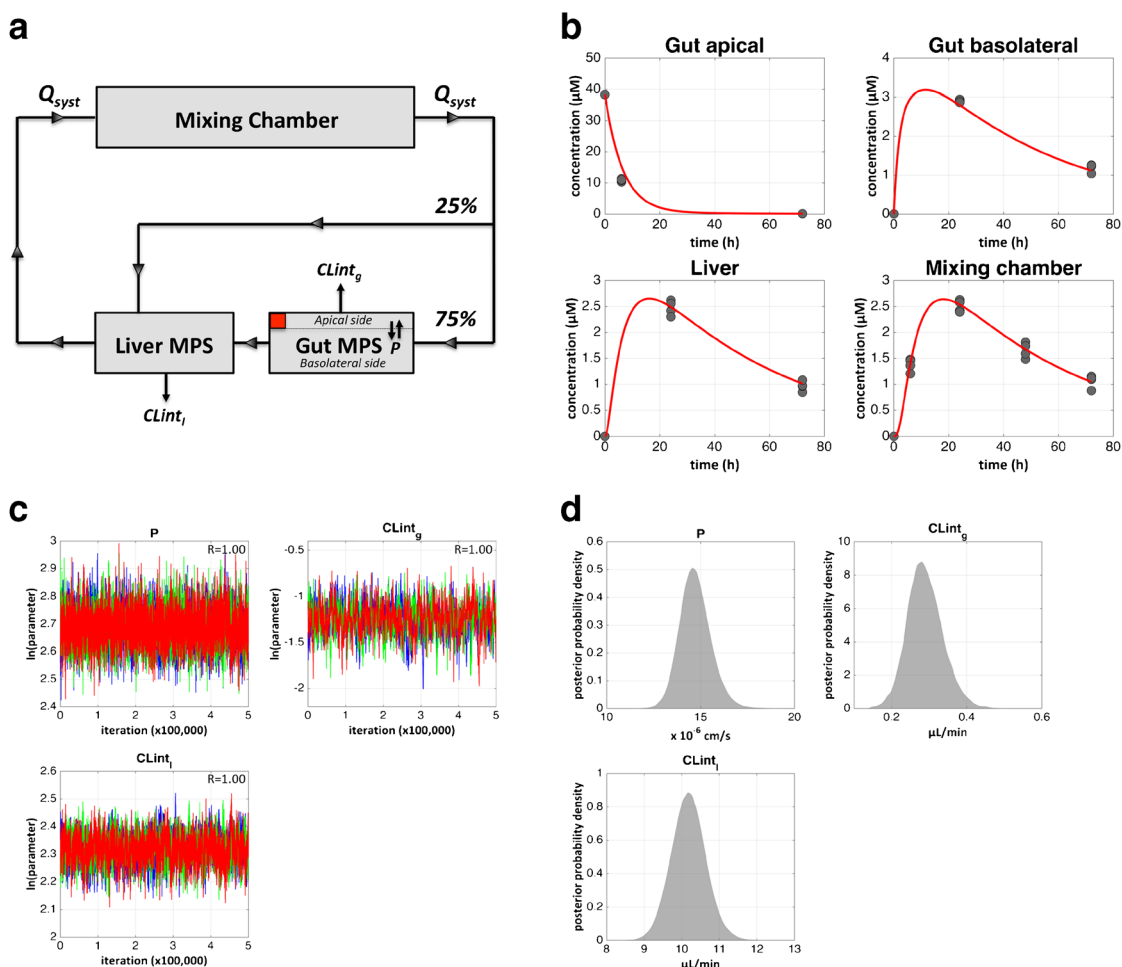 a
Q_syst
Q_syst
Mixing Chamber
25%
CLint_g
75%
Apical side
Liver MPS
Gut MPS
P
Basolateral side
CLint_l
b
Gut apical
concentration (µM)
50
40
30
20
10
0
0 20 40 60 80
time (h)
Gut basolateral
concentration (µM)
4
3
2
1
0
0 20 40 60 80
time (h)
Liver
concentration (µM)
3
2.5
2
1.5
1
0.5
0
0 20 40 60 80
time (h)
Mixing chamber
concentration (µM)
3
2.5
2
1.5
1
0.5
0
0 20 40 60 80
time (h)
c
P
R=1.00
ln(parameter)
3
2.9
2.8
2.7
2.6
2.5
2.4
0 1 2 3 4 5
iteration (x100,000)
CLint_g
R=1.00
ln(parameter)
-0.5
-1
-1.5
-2
0 1 2 3 4 5
iteration (x100,000)
CLint_l
R=1.00
ln(parameter)
2.6
2.5
2.4
2.3
2.2
2.1
2
0 1 2 3 4 5
iteration (x100,000)
d
P
posterior probability density
0.6
0.5
0.4
0.3
0.2
0.1
0
10 15 20
x 10^-6 cm/s
CLint_g
posterior probability density
10
8
6
4
2
0
0.2 0.4 0.6
µL/min
CLint_l
posterior probability density
1
0.8
0.6
0.4
0.2
0
8 9 10 11 12 13
µL/min